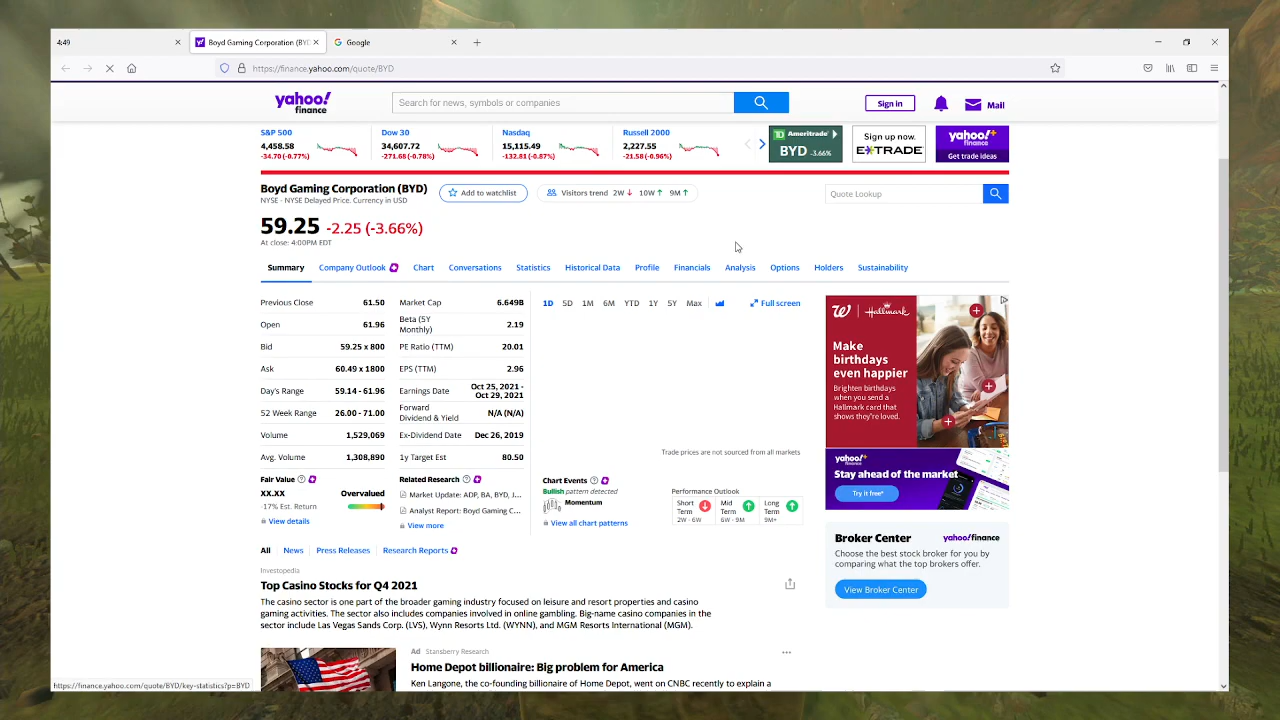 4:49
Boyd Gaming Corporation (BYD
Google
https://finance.yahoo.com/quote/BYD
yahoo!
finance
Search for news, symbols or companies
Sign in
Mail
S&P 500
4,458.58
-34.70 (-0.77%)
Dow 30
34,607.72
-271.68 (-0.78%)
Nasdaq
15,115.49
-132.81 (-0.87%)
Russell 2000
2,227.55
-21.58 (-0.96%)
TD Ameritrade
BYD -3.66%
Sign up now.
E*TRADE
yahoo!+
Get trade ideas
Boyd Gaming Corporation (BYD)
NYSE - NYSE Delayed Price. Currency in USD
Add to watchlist
Visitors trend 2W ↓ 10W ↑ 9M ↑
Quote Lookup
59.25 -2.25 (-3.66%)
At close: 4:00PM EDT
Summary Company Outlook Chart Conversations Statistics Historical Data Profile Financials Analysis Options Holders Sustainability
Previous Close 61.50
Open 61.96
Bid 59.25 x 800
Ask 60.49 x 1800
Day's Range 59.14 - 61.96
52 Week Range 26.00 - 71.00
Volume 1,529,069
Avg. Volume 1,308,890
Market Cap 6.649B
Beta (5Y
Monthly) 2.19
PE Ratio (TTM) 20.01
EPS (TTM) 2.96
Earnings Date Oct 25, 2021 -
Oct 29, 2021
Forward
Dividend & Yield N/A (N/A)
Ex-Dividend Date Dec 26, 2019
1y Target Est 80.50
1D 5D 1M 6M YTD 1Y 5Y Max
Full screen
Trade prices are not sourced from all markets
Fair Value
XX.XX Overvalued
-17% Est. Return
View details
Related Research
Market Update: ADP, BA, BYD, J...
Analyst Report: Boyd Gaming C...
View more
Chart Events
Bullish pattern detected
Momentum
View all chart patterns
Performance Outlook
Short
Term
2W - 6W
Mid
Term
6W - 9M
Long
Term
9M+
W Hallmark
Make
birthdays
even happier
Brighten birthdays
when you send a
Hallmark card that
shows they're loved.
yahoo!+
finance
Stay ahead of the market
Try it free*
Broker Center
yahoo!finance
Choose the best stock broker for you by
comparing what the top brokers offer.
View Broker Center
All News Press Releases Research Reports
Investopedia
Top Casino Stocks for Q4 2021
The casino sector is one part of the broader gaming industry focused on leisure and resort properties and casino
gaming activities. The sector also includes companies involved in online gambling. Big-name casino companies in the
sector include Las Vegas Sands Corp. (LVS), Wynn Resorts Ltd. (WYNN), and MGM Resorts International (MGM).
Ad Stansberry Research
Home Depot billionaire: Big problem for America
Ken Langone, the co-founding billionaire of Home Depot, went on CNBC recently to explain a
https://finance.yahoo.com/quote/BYD/key-statistics?p=BYD